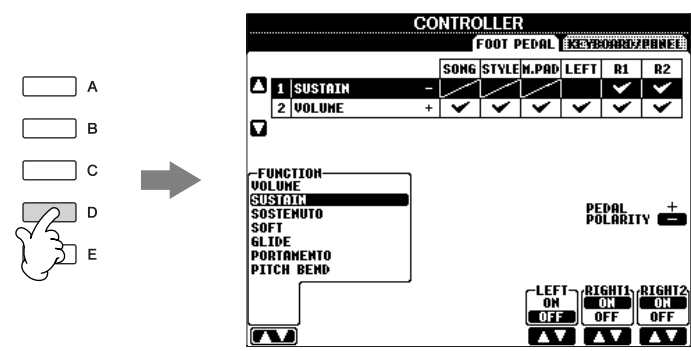 CONTROLLER
FOOT PEDAL KEYBOARD/PANEL
SONG STYLE M.PAD LEFT R1 R2
1 SUSTAIN -
2 VOLUME +
A
B
C
D
E
FUNCTION
VOLUME
SUSTAIN
SOSTENUTO
SOFT
GLIDE
PORTAMENTO
PITCH BEND
PEDAL POLARITY + -
LEFT RIGHT1 RIGHT2
ON ON ON
OFF OFF OFF